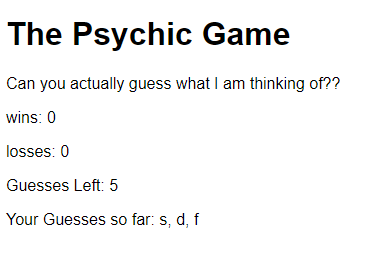 The Psychic Game
Can you actually guess what I am thinking of??
wins: 0
losses: 0
Guesses Left: 5
Your Guesses so far: s, d, f